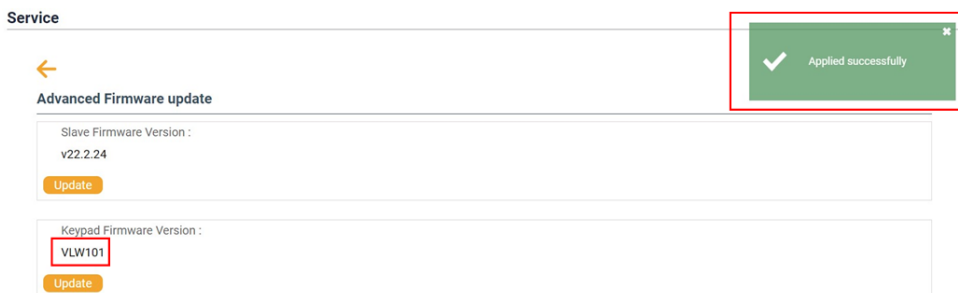 Service
Applied successfully
Advanced Firmware update
Slave Firmware Version :
v22.2.24
Update
Keypad Firmware Version :
VLW101
Update